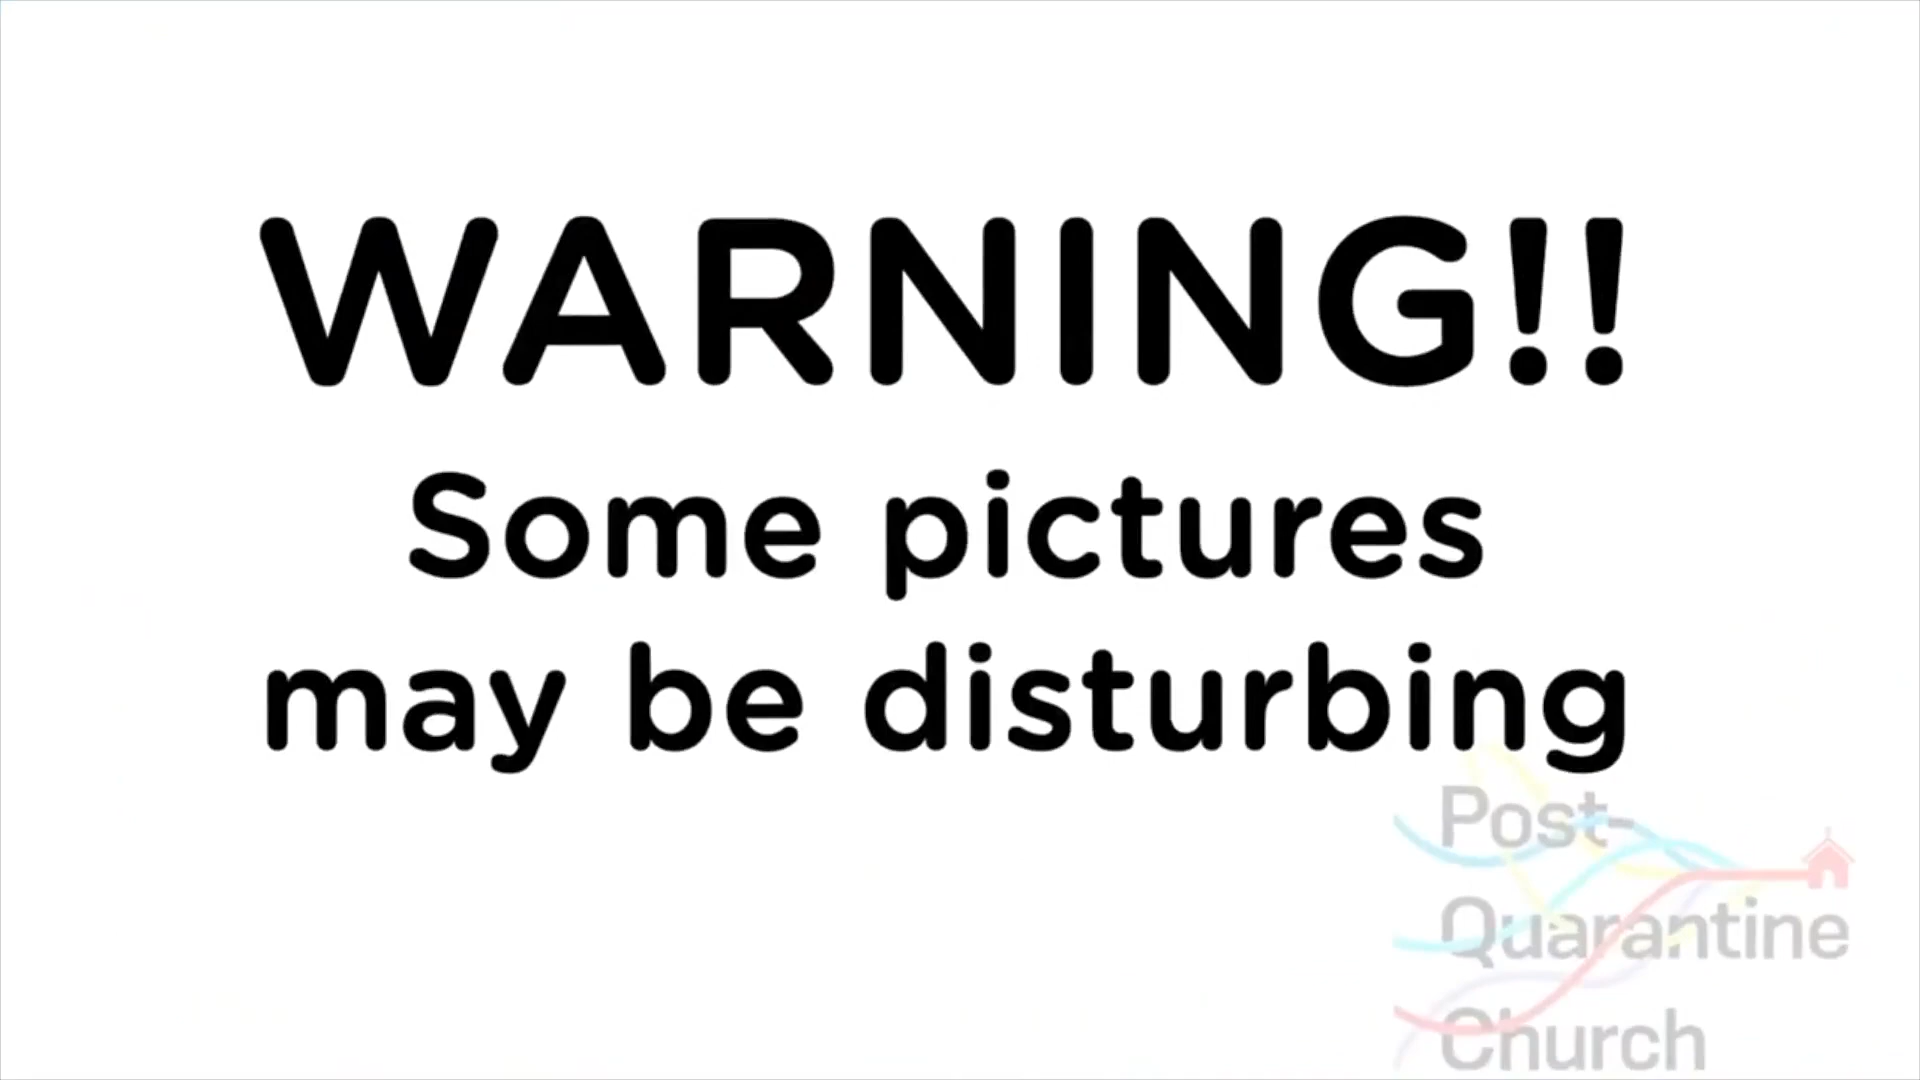 WARNING!!
Some pictures
may be disturbing
Post-
Quarantine
Church